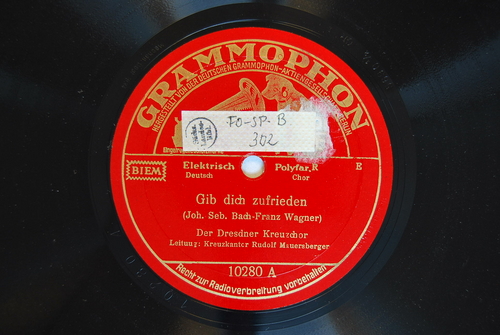 GRAMMOPHON
HERGESTELLT VON DER DEUTSCHEN GRAMMOPHON-AKTIENGESELLSCHAFT, BERLIN
FO-SP-B
302
BIEM
Elektrisch
Polyfar R
E
Deutsch
Chor
Gib dich zufrieden
(Joh. Seb. Bach-Franz Wagner)
Der Dresdner Kreuzchor
Leitung: Kreuzkantor Rudolf Mauersberger
10280 A
Recht zur Radioverbreitung vorbehalten